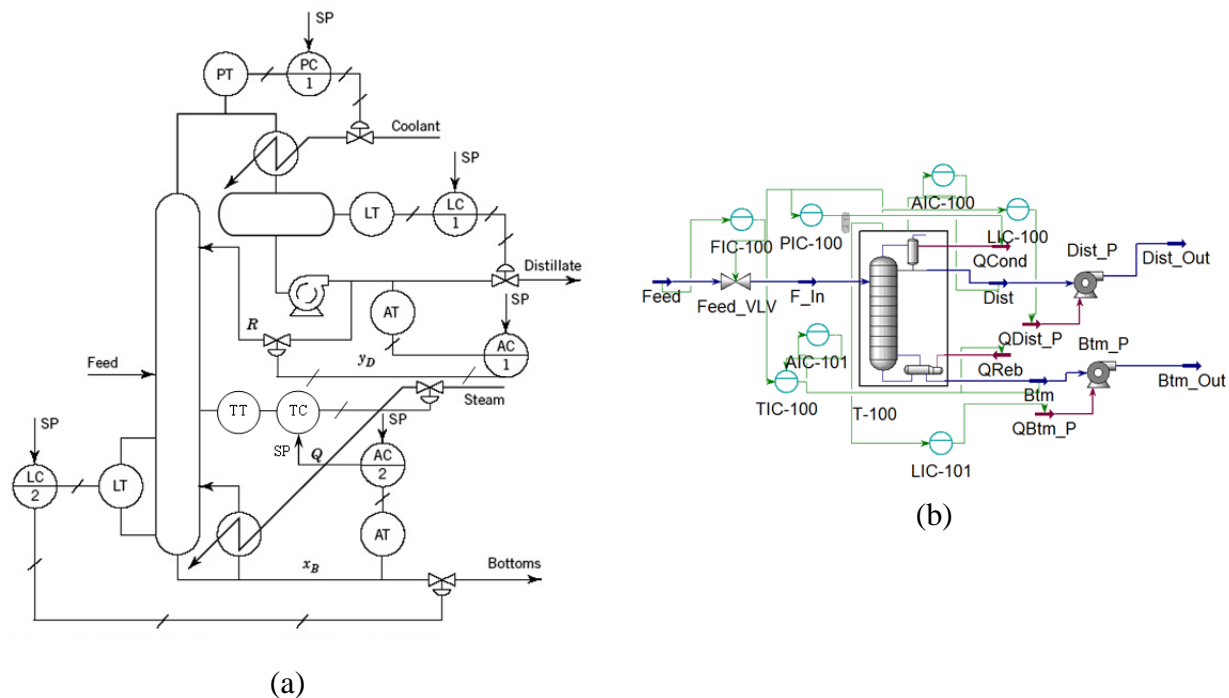 SP
PT
PC
1
Coolant
SP
LT
LC
1
Distillate
SP
AT
AC
1
R
y_D
Feed
Steam
TT
TC
SP
SP
Q
AC
2
SP
LC
2
LT
AT
x_B
Bottoms
(a)
AIC-100
FIC-100
PIC-100
LIC-100
Dist_P
Dist_Out
QCond
Feed
Feed_VLV
F_In
Dist
QDist_P
AIC-101
Btm_P
QReb
TIC-100
T-100
Btm
Btm_Out
QBtm_P
LIC-101
(b)